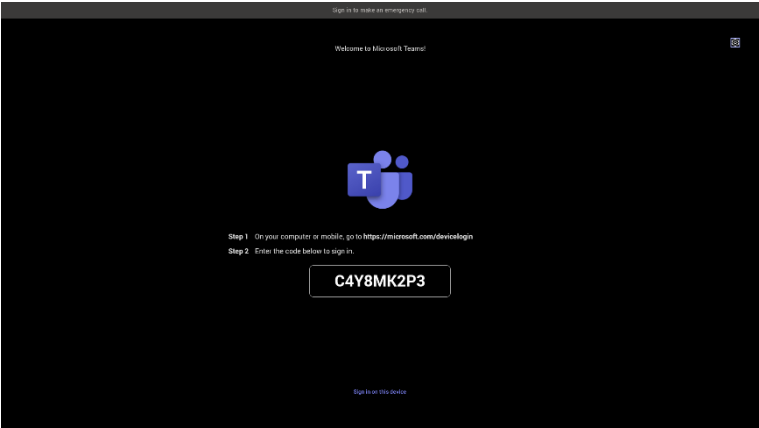 Sign in to make an emergency call.
Welcome to Microsoft Teams!
T
Step 1 On your computer or mobile, go to https://microsoft.com/devicelogin
Step 2 Enter the code below to sign in.
C4Y8MK2P3
Sign in on this device